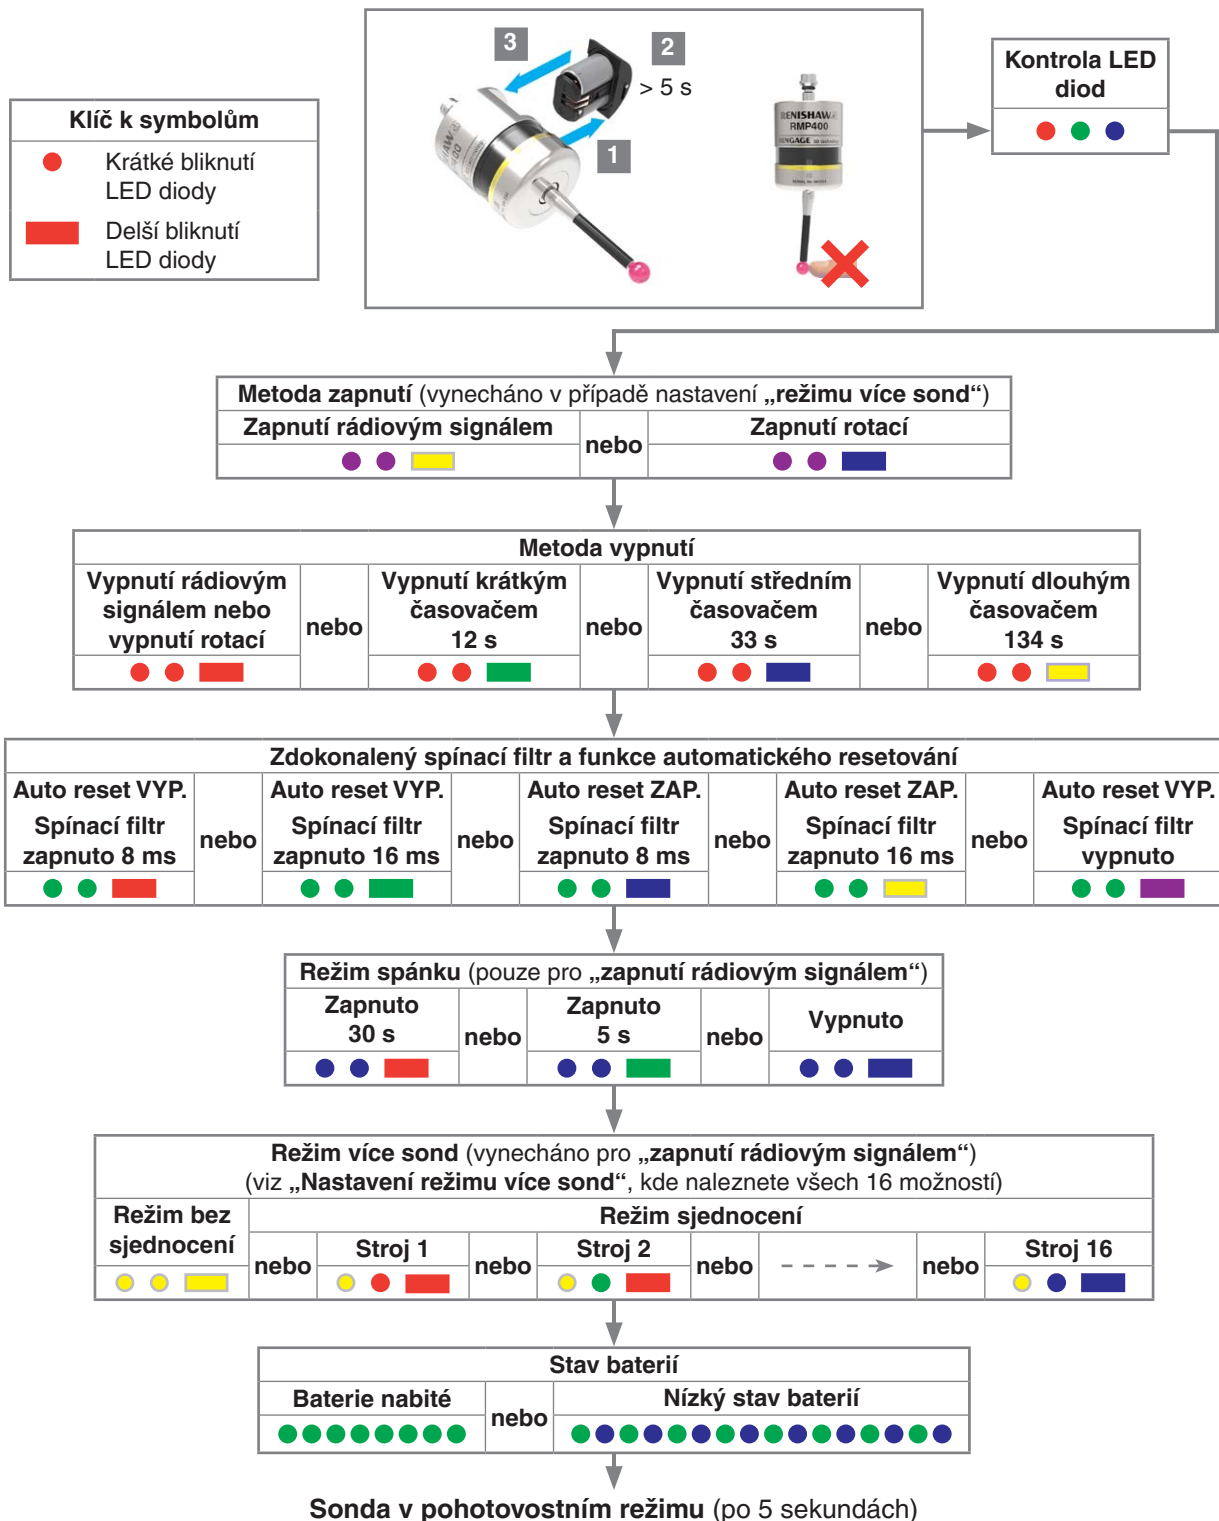 3
2
> 5 s
1
RENISHAW
RMP400
RENGAGE
Kontrola LED
diod
Klíč k symbolům
Krátké bliknutí
LED diody
Delší bliknutí
LED diody
Metoda zapnutí (vynecháno v případě nastavení „režimu více sond“)
Zapnutí rádiovým signálem
nebo
Zapnutí rotací
Metoda vypnutí
Vypnutí rádiovým
signálem nebo
vypnutí rotací
nebo
Vypnutí krátkým
časovačem
12 s
nebo
Vypnutí středním
časovačem
33 s
nebo
Vypnutí dlouhým
časovačem
134 s
Zdokonalený spínací filtr a funkce automatického resetování
Auto reset VYP.
Spínací filtr
zapnuto 8 ms
nebo
Auto reset VYP.
Spínací filtr
zapnuto 16 ms
nebo
Auto reset ZAP.
Spínací filtr
zapnuto 8 ms
nebo
Auto reset ZAP.
Spínací filtr
zapnuto 16 ms
nebo
Auto reset VYP.
Spínací filtr
vypnuto
Režim spánku (pouze pro „zapnutí rádiovým signálem“)
Zapnuto
30 s
nebo
Zapnuto
5 s
nebo
Vypnuto
Režim více sond (vynecháno pro „zapnutí rádiovým signálem“)
(viz „Nastavení režimu více sond“, kde naleznete všech 16 možností)
Režim bez
sjednocení
Režim sjednocení
nebo
Stroj 1
nebo
Stroj 2
nebo
nebo
Stroj 16
Stav baterií
Baterie nabité
nebo
Nízký stav baterií
Sonda v pohotovostním režimu (po 5 sekundách)